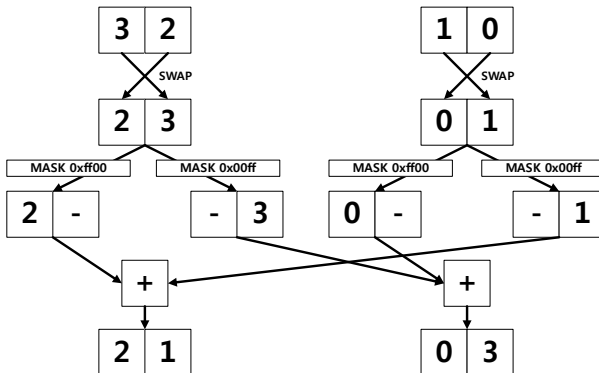 3 2 1 0
SWAP SWAP
2 3 0 1
MASK 0xff00 MASK 0x00ff MASK 0xff00 MASK 0x00ff
2 - - 3 0 - - 1
+ +
2 1 0 3